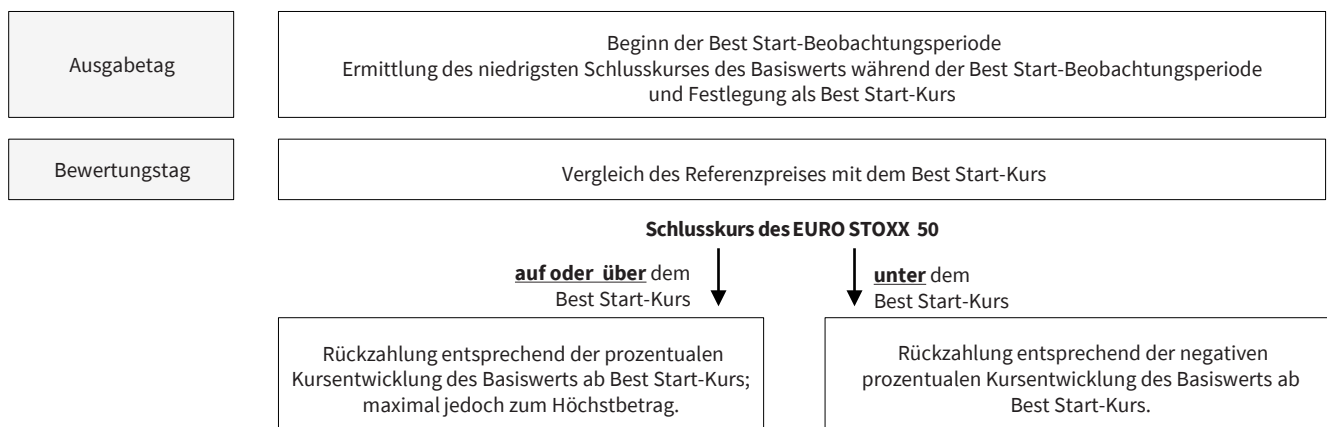 Ausgabetag
Beginn der Best Start-Beobachtungsperiode
Ermittlung des niedrigsten Schlusskurses des Basiswerts während der Best Start-Beobachtungsperiode
und Festlegung als Best Start-Kurs
Bewertungstag
Vergleich des Referenzpreises mit dem Best Start-Kurs
Schlusskurs des EURO STOXX 50
auf oder über dem
Best Start-Kurs
unter dem
Best Start-Kurs
Rückzahlung entsprechend der prozentualen
Kursentwicklung des Basiswerts ab Best Start-Kurs;
maximal jedoch zum Höchstbetrag.
Rückzahlung entsprechend der negativen
prozentualen Kursentwicklung des Basiswerts ab
Best Start-Kurs.